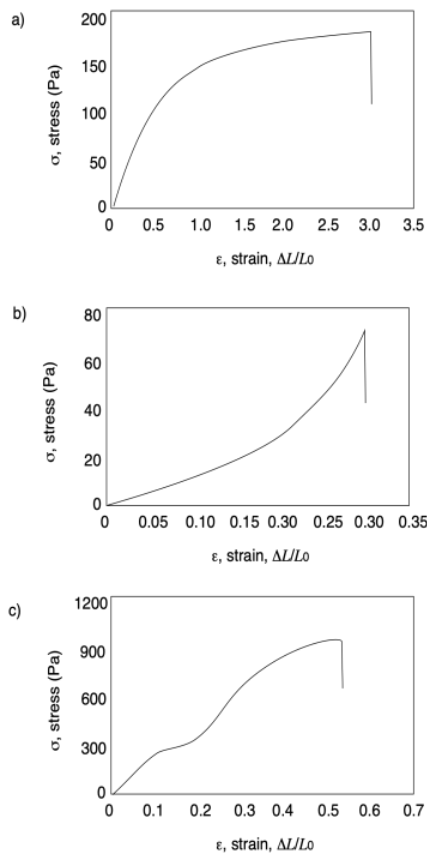 a)
200
150
100
50
0
σ, stress (Pa)
0 0.5 1.0 1.5 2.0 2.5 3.0 3.5
ε, strain, ΔL/L0
b)
80
60
40
20
0
σ, stress (Pa)
0 0.05 0.10 0.15 0.30 0.25 0.30 0.35
ε, strain, ΔL/L0
c)
1200
900
600
300
0
σ, stress (Pa)
0 0.1 0.2 0.3 0.4 0.5 0.6 0.7
ε, strain, ΔL/L0